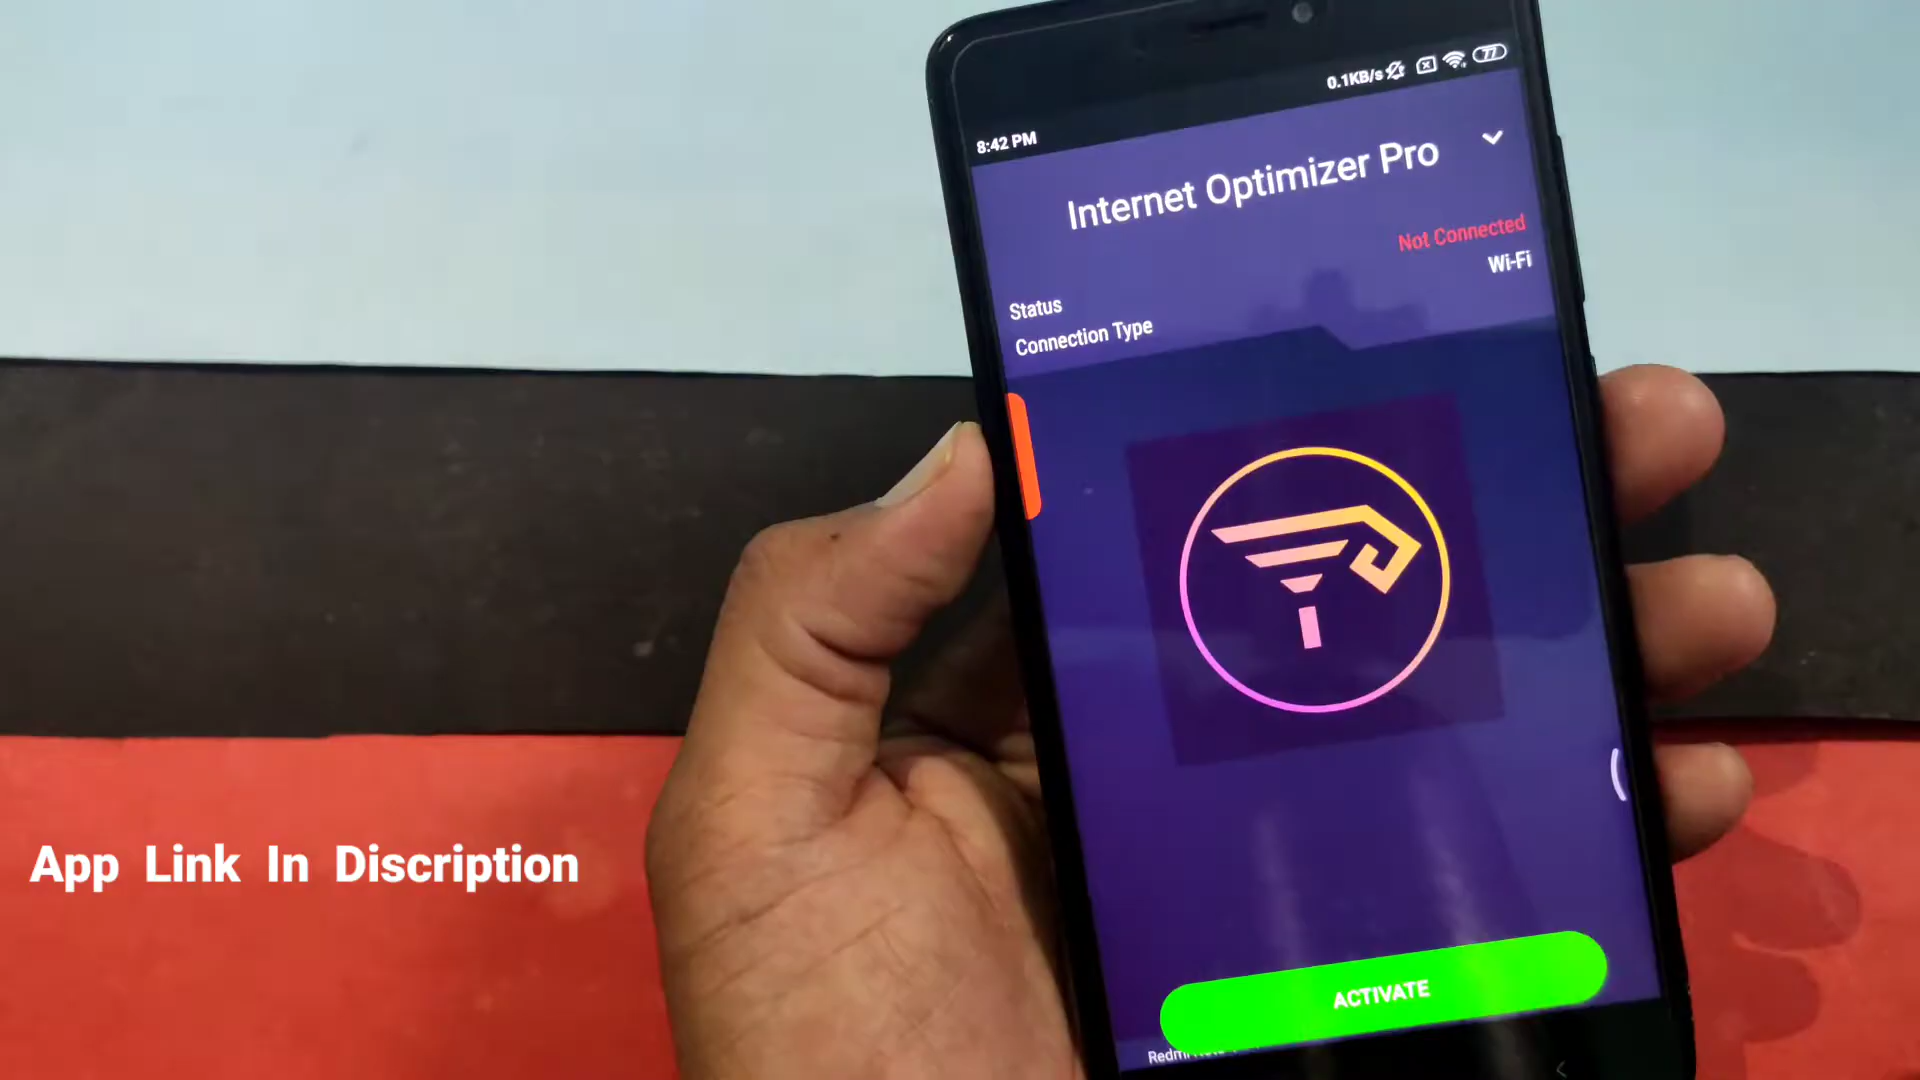 0.1KB/s 77
8:42 PM
Internet Optimizer Pro
Not Connected
Wi-Fi
Status
Connection Type
App Link In Discription
ACTIVATE